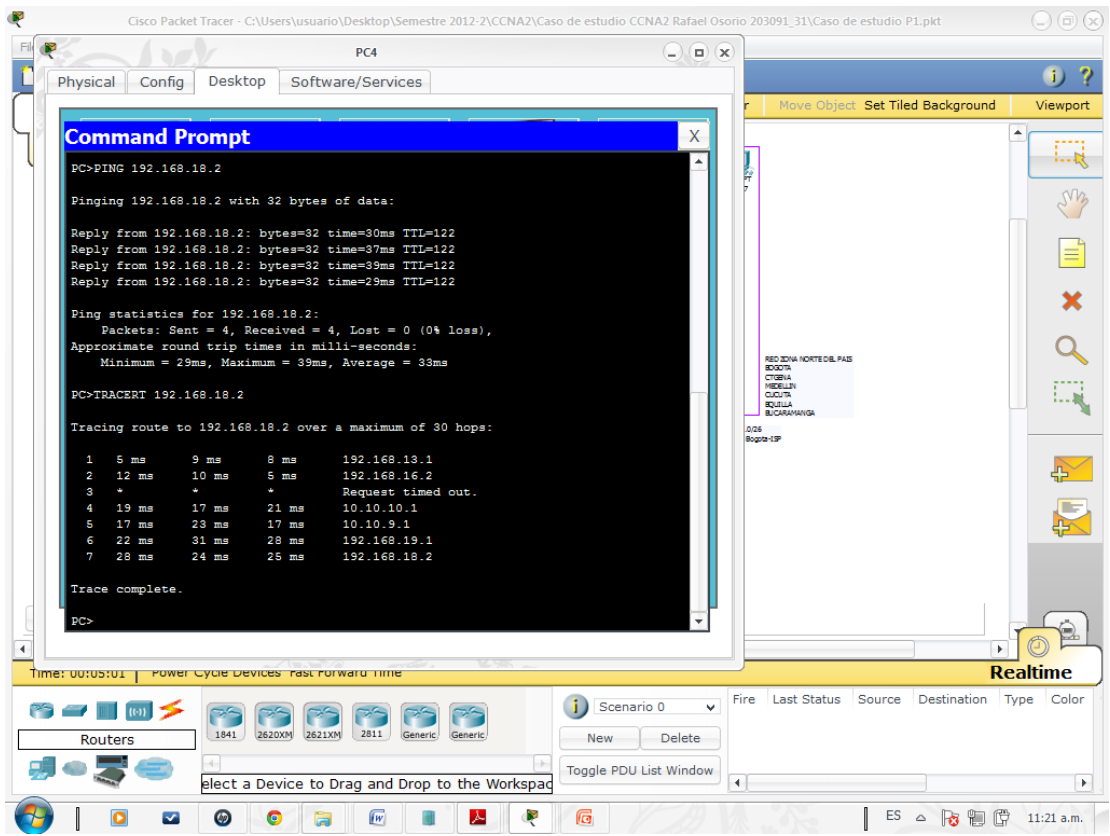 Cisco Packet Tracer - C:\Users\usuario\Desktop\Semestre 2012-2\CCNA2\Caso de estudio CCNA2 Rafael Osorio 203091_31\Caso de estudio P1.pkt
PC4
Physical Config Desktop Software/Services
Move Object Set Tiled Background Viewport
Command Prompt X
PC>PING 192.168.18.2
Pinging 192.168.18.2 with 32 bytes of data:
Reply from 192.168.18.2: bytes=32 time=30ms TTL=122
Reply from 192.168.18.2: bytes=32 time=37ms TTL=122
Reply from 192.168.18.2: bytes=32 time=39ms TTL=122
Reply from 192.168.18.2: bytes=32 time=29ms TTL=122
Ping statistics for 192.168.18.2:
Packets: Sent = 4, Received = 4, Lost = 0 (0% loss),
Approximate round trip times in milli-seconds:
Minimum = 29ms, Maximum = 39ms, Average = 33ms
PC>TRACERT 192.168.18.2
Tracing route to 192.168.18.2 over a maximum of 30 hops:
1 5 ms 9 ms 8 ms 192.168.13.1
2 12 ms 10 ms 5 ms 192.168.16.2
3 * * * Request timed out.
4 19 ms 17 ms 21 ms 10.10.10.1
5 17 ms 23 ms 17 ms 10.10.9.1
6 22 ms 31 ms 28 ms 192.168.19.1
7 28 ms 24 ms 25 ms 192.168.18.2
Trace complete.
PC>
RED ZONA NORTE DEL PAIS
BOGOTA
CTGENA
MEDELLIN
CUCUTA
BQUILLA
BUCARAMANGA
.0/26
Bogota-ISP
Time: 00:05:01 Power Cycle Devices Fast Forward Time
Realtime
Routers
1841 2620XM 2621XM 2811 Generic Generic
elect a Device to Drag and Drop to the Workspac
Scenario 0
New Delete
Toggle PDU List Window
Fire Last Status Source Destination Type Color
ES 11:21 a.m.